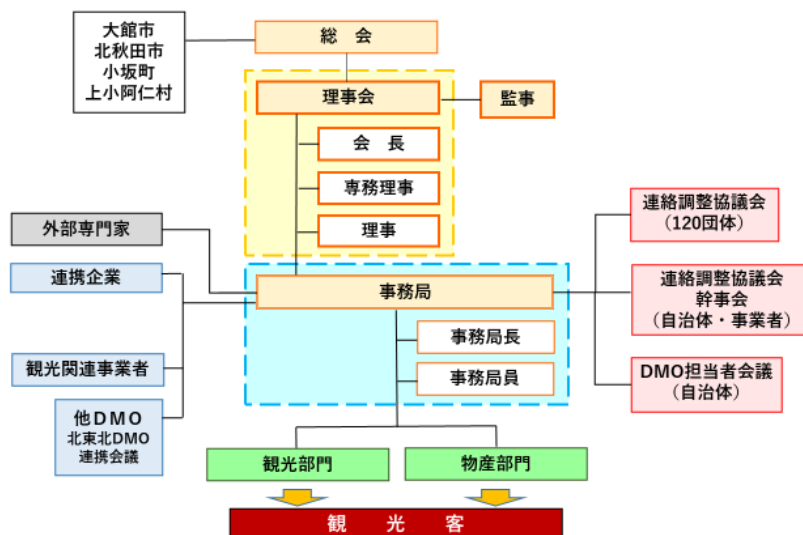 大館市
北秋田市
小坂町
上小阿仁村
総　会
理事会
監事
会　長
専務理事
理事
外部専門家
連携企業
観光関連事業者
他DMO
北東北DMO
連携会議
事務局
事務局長
事務局員
連絡調整協議会
（120団体）
連絡調整協議会
幹事会
（自治体・事業者）
DMO担当者会議
（自治体）
観光部門
物産部門
観　光　客